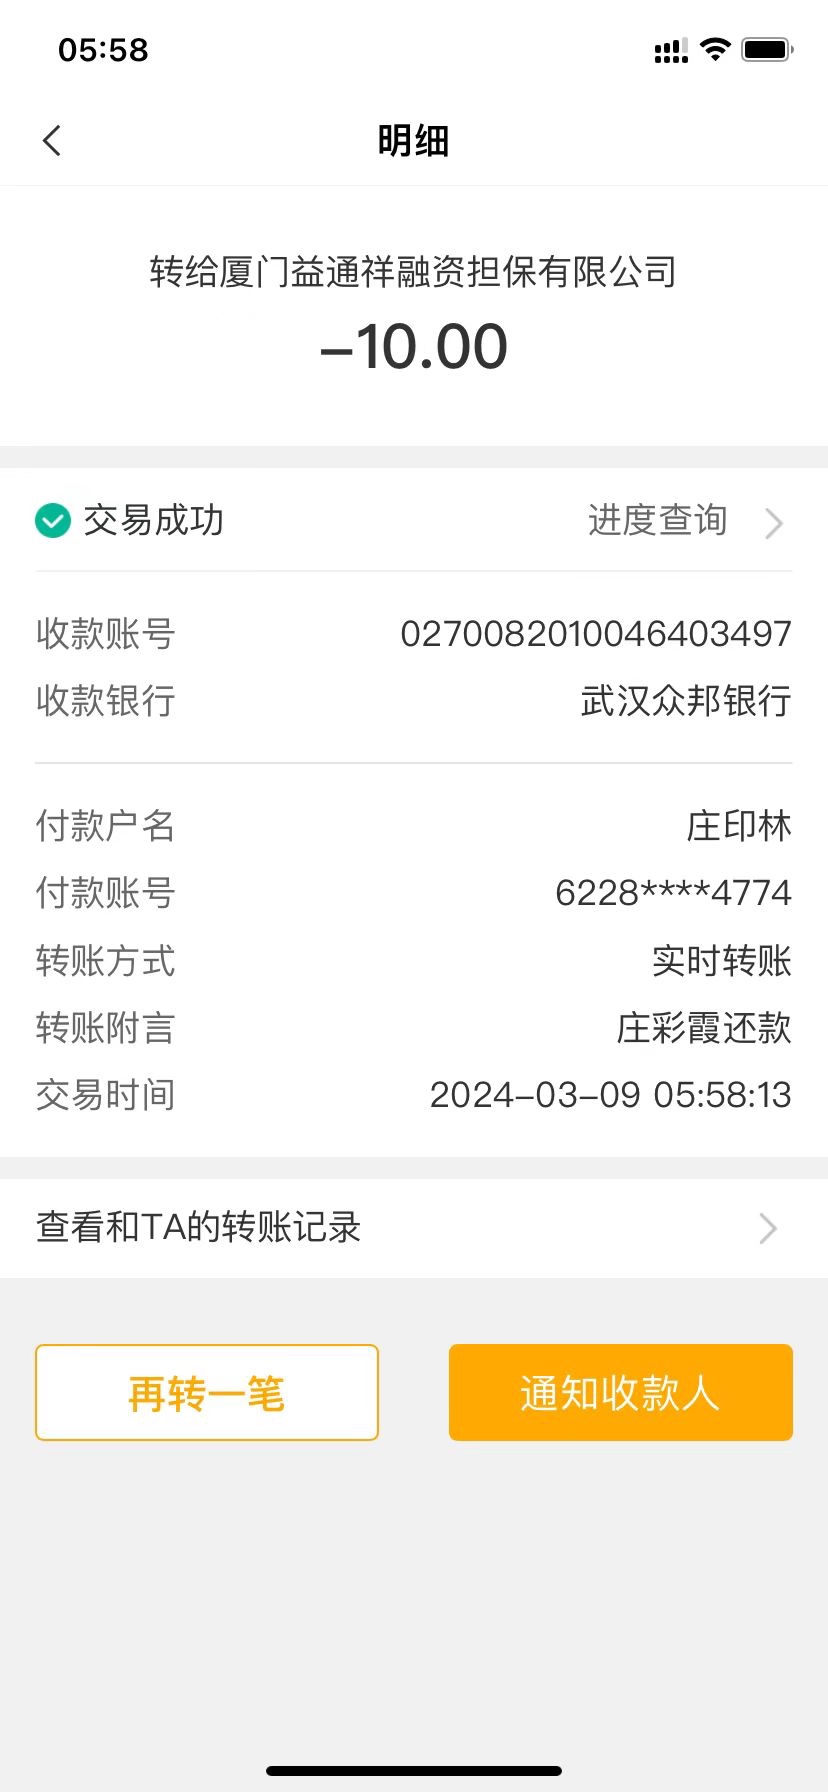 05:58
明细
转给厦门益通祥融资担保有限公司
-10.00
交易成功 进度查询
收款账号 0270082010046403497
收款银行 武汉众邦银行
付款户名 庄印林
付款账号 6228****4774
转账方式 实时转账
转账附言 庄彩霞还款
交易时间 2024-03-09 05:58:13
查看和TA的转账记录
再转一笔 通知收款人